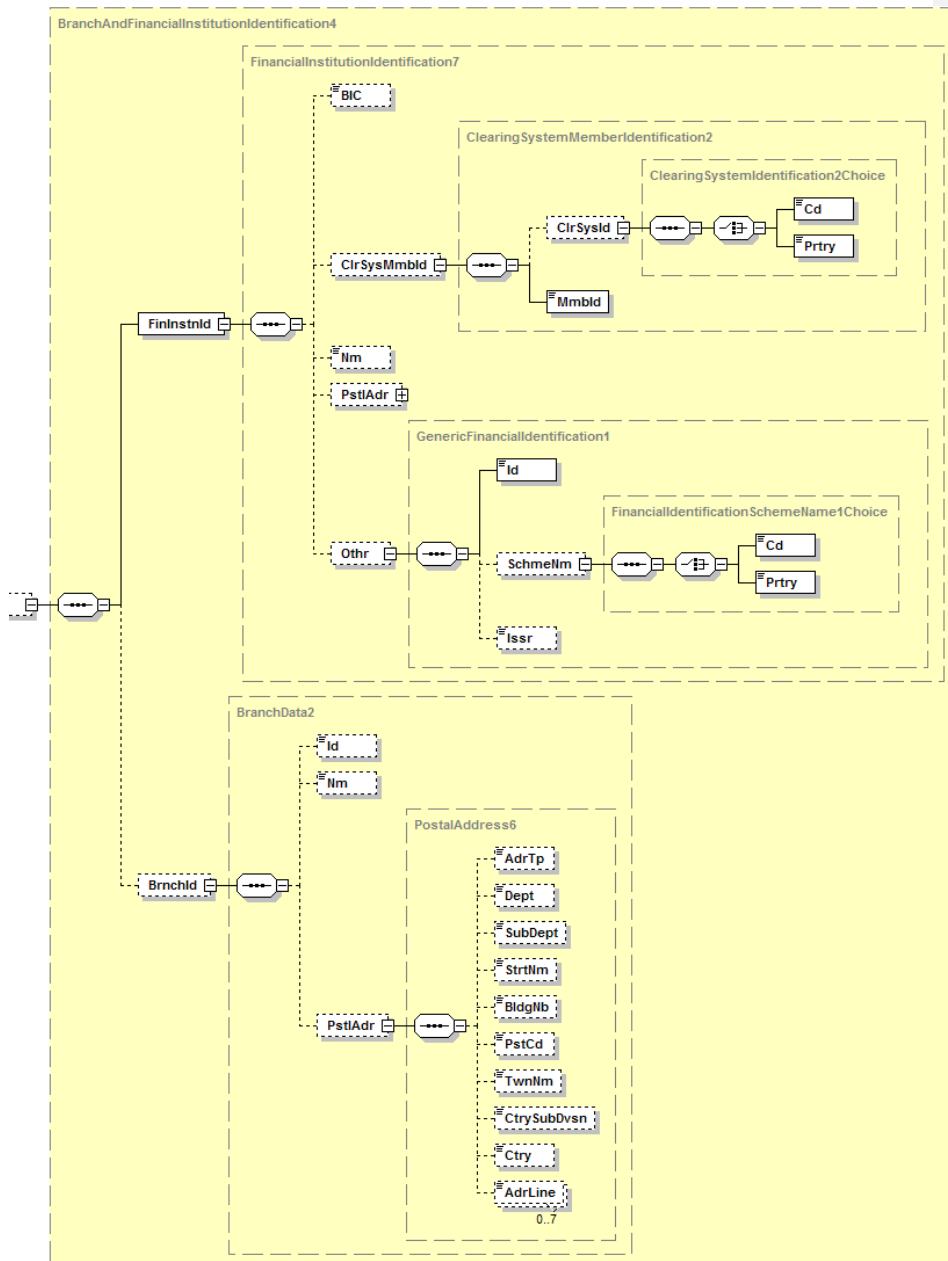 BranchAndFinancialInstitutionIdentification4
FinancialInstitutionIdentification7
BIC
ClearingSystemMemberIdentification2
ClearingSystemIdentification2Choice
Cd
ClrSysId
Prtry
ClrSysMmbId
MmbId
FinInstnId
Nm
PstlAdr
GenericFinancialIdentification1
Id
FinancialIdentificationSchemeName1Choice
Cd
Othr
SchmeNm
Prtry
Issr
BranchData2
Id
Nm
PostalAddress6
AdrTp
BrnchId
Dept
SubDept
StrtNm
BldgNb
PstlAdr
PstCd
TwnNm
CtrySubDvsn
Ctry
AdrLine
0..7